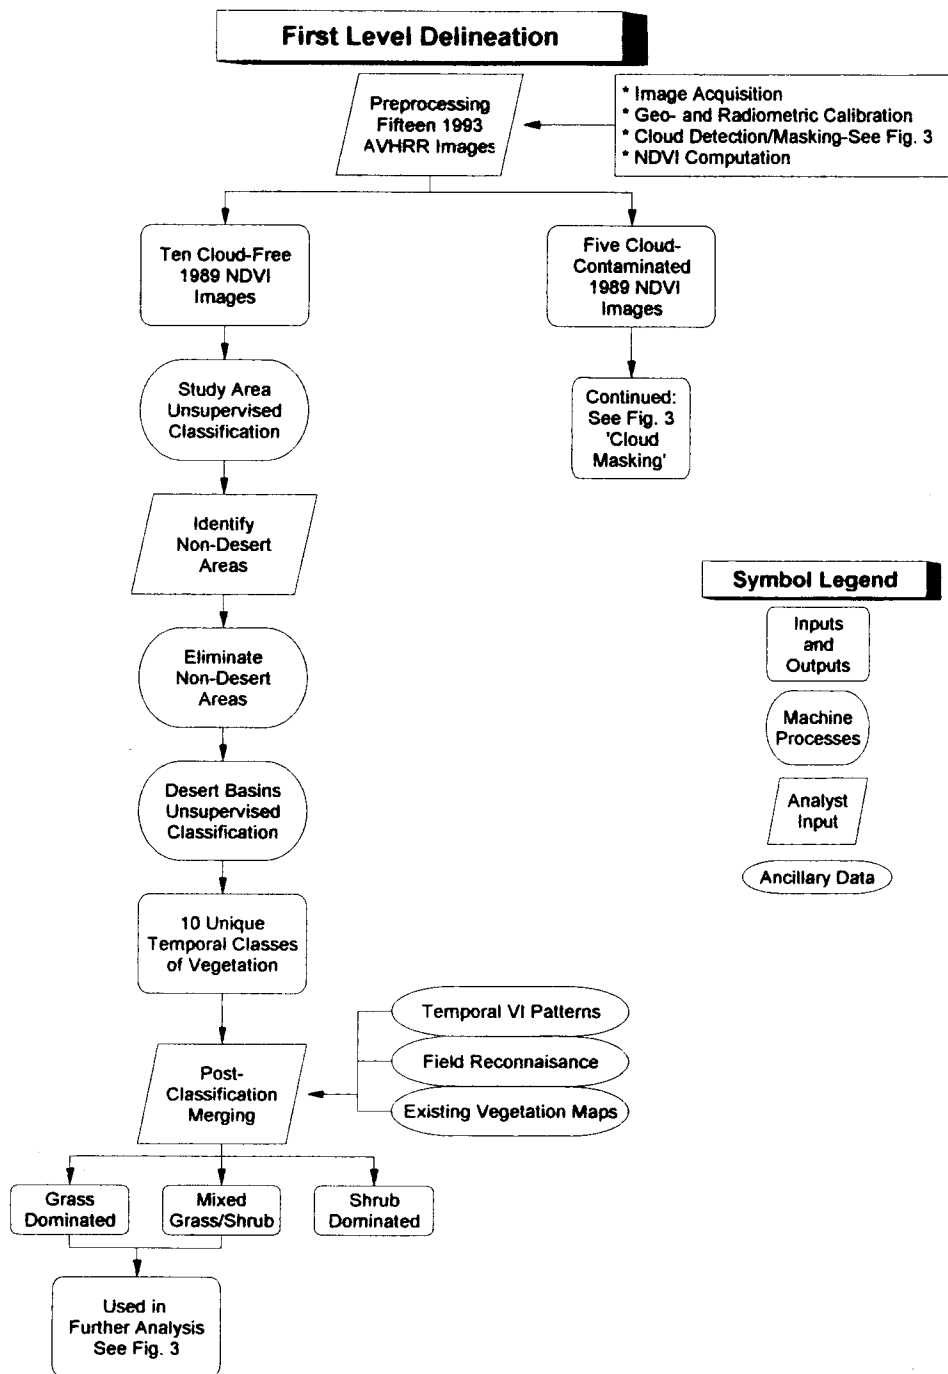 First Level Delineation
Preprocessing
Fifteen 1993
AVHRR Images
* Image Acquisition
* Geo- and Radiometric Calibration
* Cloud Detection/Masking-See Fig. 3
* NDVI Computation
Ten Cloud-Free
1989 NDVI
Images
Five Cloud-
Contaminated
1989 NDVI
Images
Study Area
Unsupervised
Classification
Continued:
See Fig. 3
'Cloud
Masking'
Identify
Non-Desert
Areas
Eliminate
Non-Desert
Areas
Desert Basins
Unsupervised
Classification
10 Unique
Temporal Classes
of Vegetation
Post-
Classification
Merging
Temporal VI Patterns
Field Reconnaisance
Existing Vegetation Maps
Grass
Dominated
Mixed
Grass/Shrub
Shrub
Dominated
Used in
Further Analysis
See Fig. 3
Symbol Legend
Inputs
and
Outputs
Machine
Processes
Analyst
Input
Ancillary Data